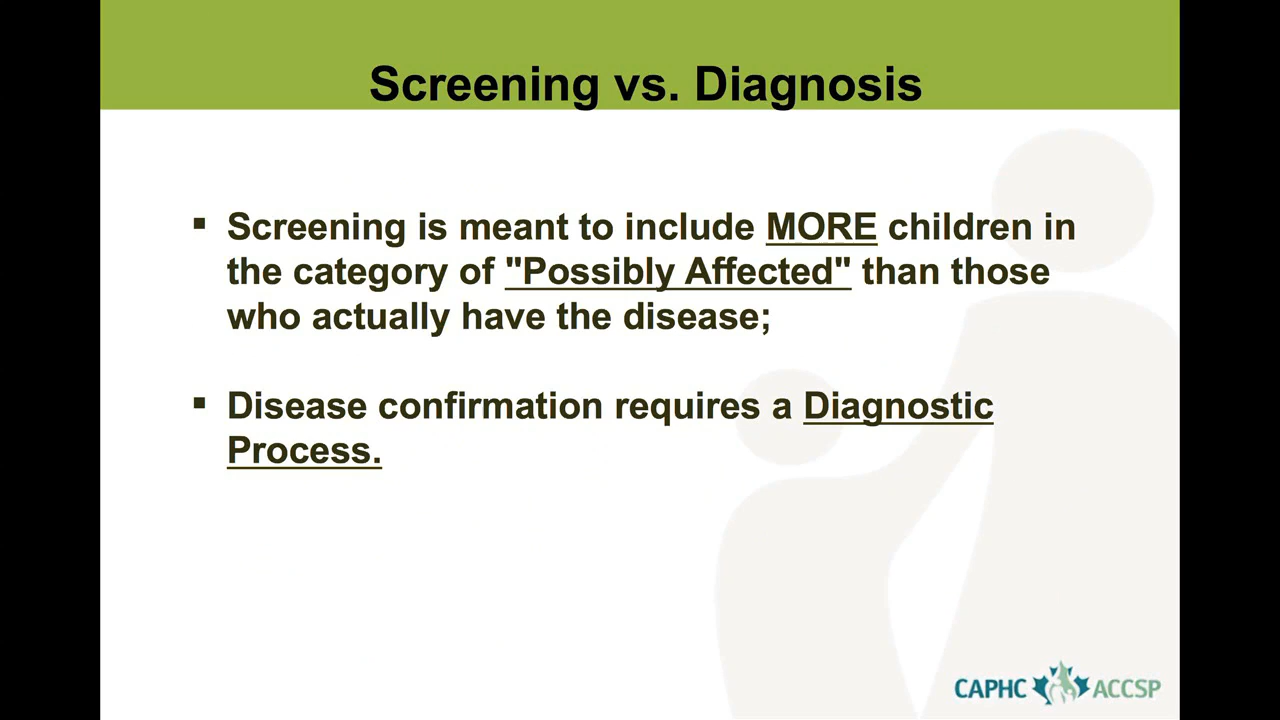 Screening vs. Diagnosis
▪ Screening is meant to include MORE children in
the category of "Possibly Affected" than those
who actually have the disease;
▪ Disease confirmation requires a Diagnostic
Process.
CAPHC ACCSP